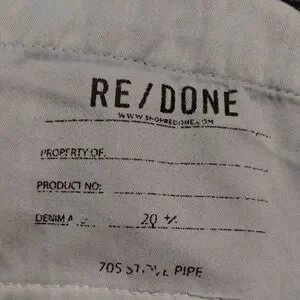 RE/DONE
WWW.SHOPREDONE.COM
PROPERTY OF:
PRODUCT NO:
DENIM 20 +/-
70S PIPE